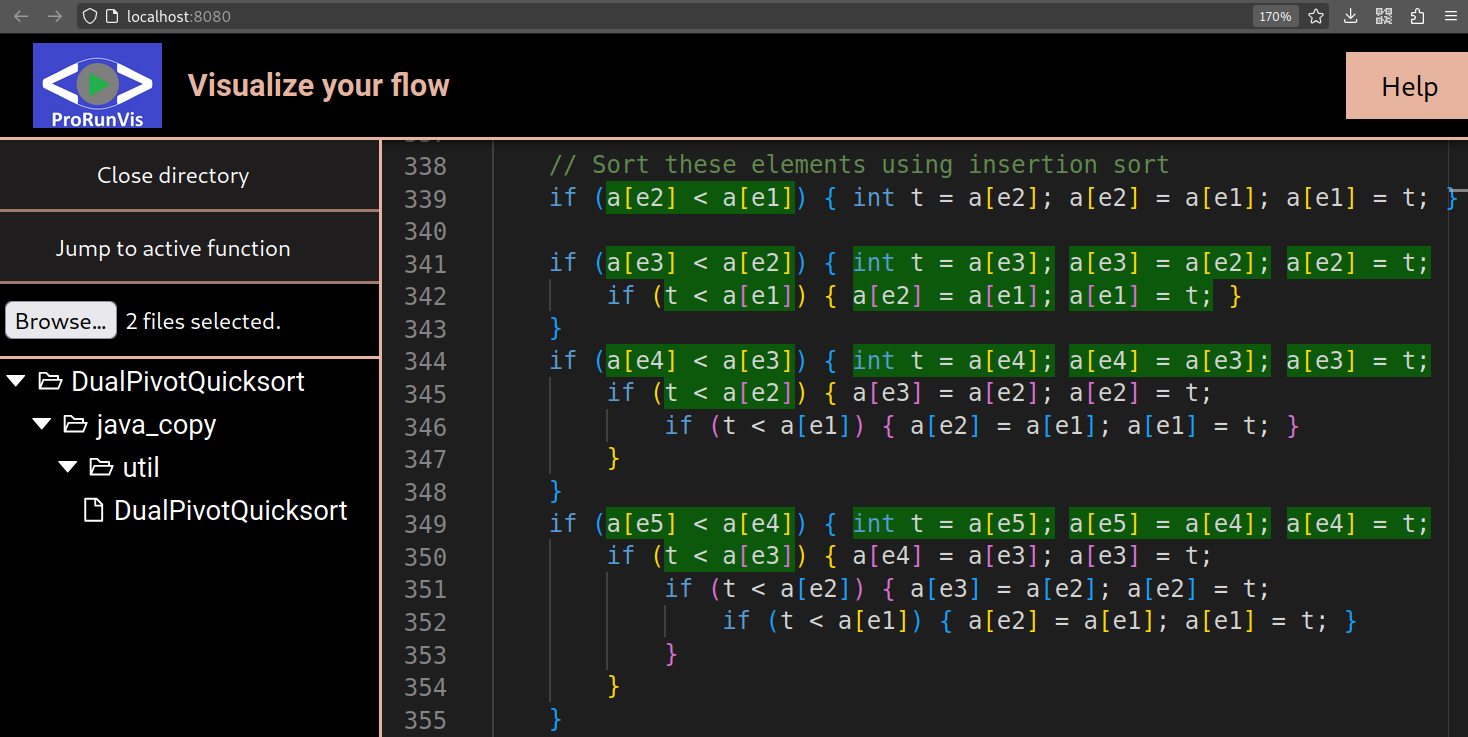 localhost:8080
170%
ProRunVis
Visualize your flow
Help
Close directory
Jump to active function
Browse...
2 files selected.
DualPivotQuicksort
java_copy
util
DualPivotQuicksort
338 // Sort these elements using insertion sort
339 if (a[e2] < a[e1]) { int t = a[e2]; a[e2] = a[e1]; a[e1] = t; }
340
341 if (a[e3] < a[e2]) { int t = a[e3]; a[e3] = a[e2]; a[e2] = t;
342 if (t < a[e1]) { a[e2] = a[e1]; a[e1] = t; }
343 }
344 if (a[e4] < a[e3]) { int t = a[e4]; a[e4] = a[e3]; a[e3] = t;
345 if (t < a[e2]) { a[e3] = a[e2]; a[e2] = t;
346 if (t < a[e1]) { a[e2] = a[e1]; a[e1] = t; }
347 }
348 }
349 if (a[e5] < a[e4]) { int t = a[e5]; a[e5] = a[e4]; a[e4] = t;
350 if (t < a[e3]) { a[e4] = a[e3]; a[e3] = t;
351 if (t < a[e2]) { a[e3] = a[e2]; a[e2] = t;
352 if (t < a[e1]) { a[e2] = a[e1]; a[e1] = t; }
353 }
354 }
355 }